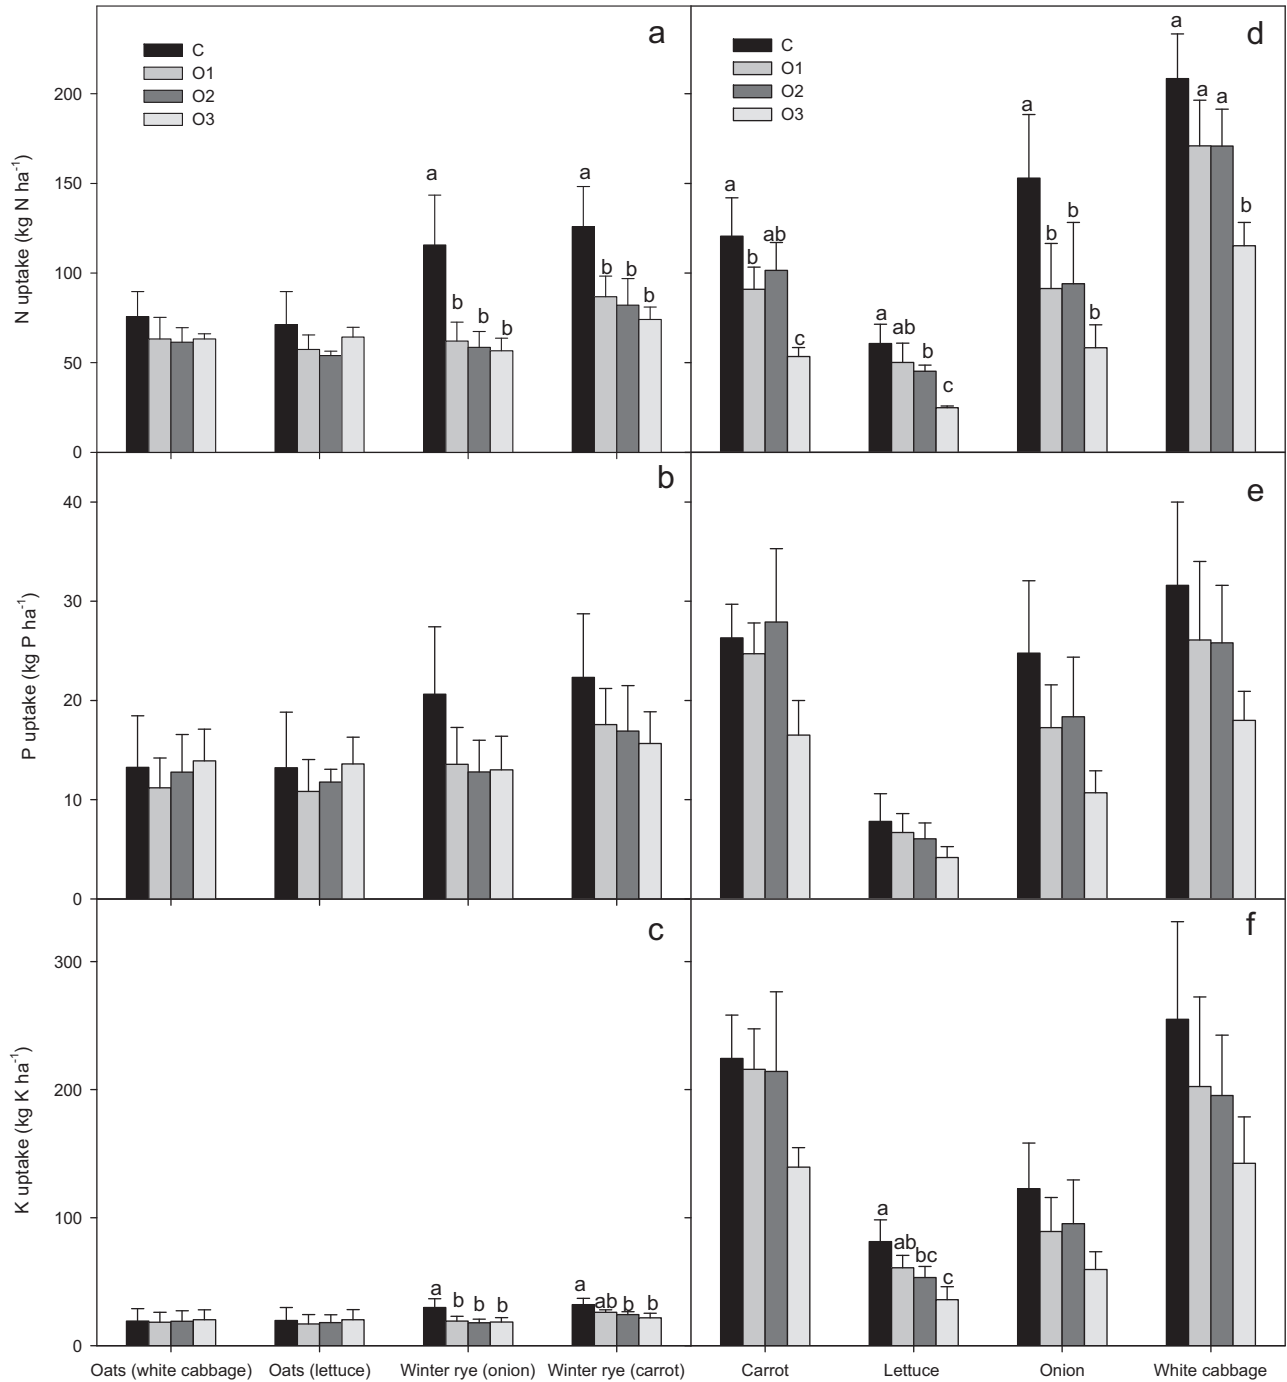 a
C
O1
O2
O3
N uptake (kg N ha-1)
200
150
100
50
0
a
b
b
b
a
b
b
b
d
C
O1
O2
O3
a
b
ab
c
a
ab
b
c
a
b
b
b
a
a
a
b
b
P uptake (kg P ha-1)
40
30
20
10
0
e
c
K uptake (kg K ha-1)
300
200
100
0
a
b
b
b
a
ab
b
b
f
a
ab
bc
c
Oats (white cabbage)
Oats (lettuce)
Winter rye (onion)
Winter rye (carrot)
Carrot
Lettuce
Onion
White cabbage